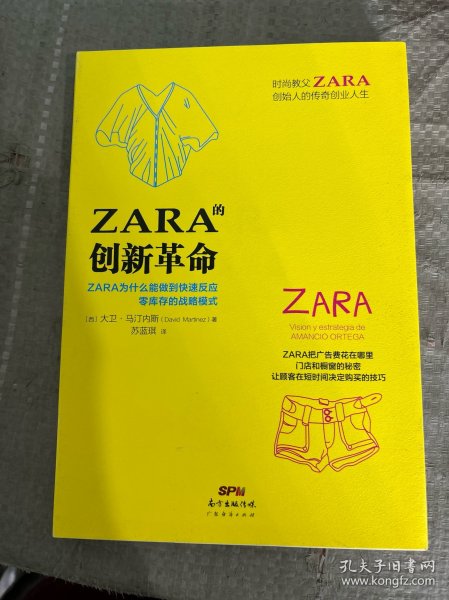 时尚教父ZARA
创始人的传奇创业人生
ZARA的
创新革命
ZARA为什么能做到快速反应
零库存的战略模式
[西] 大卫·马汀内斯 (David Martínez) 著
苏蓝琪 译
ZARA
Visión y estrategia de
AMANCIO ORTEGA
ZARA把广告费花在哪里
门店和橱窗的秘密
让顾客在短时间决定购买的技巧
SPM
南方出版传媒
广东经济出版社
孔夫子旧书网
www.kongfz.com